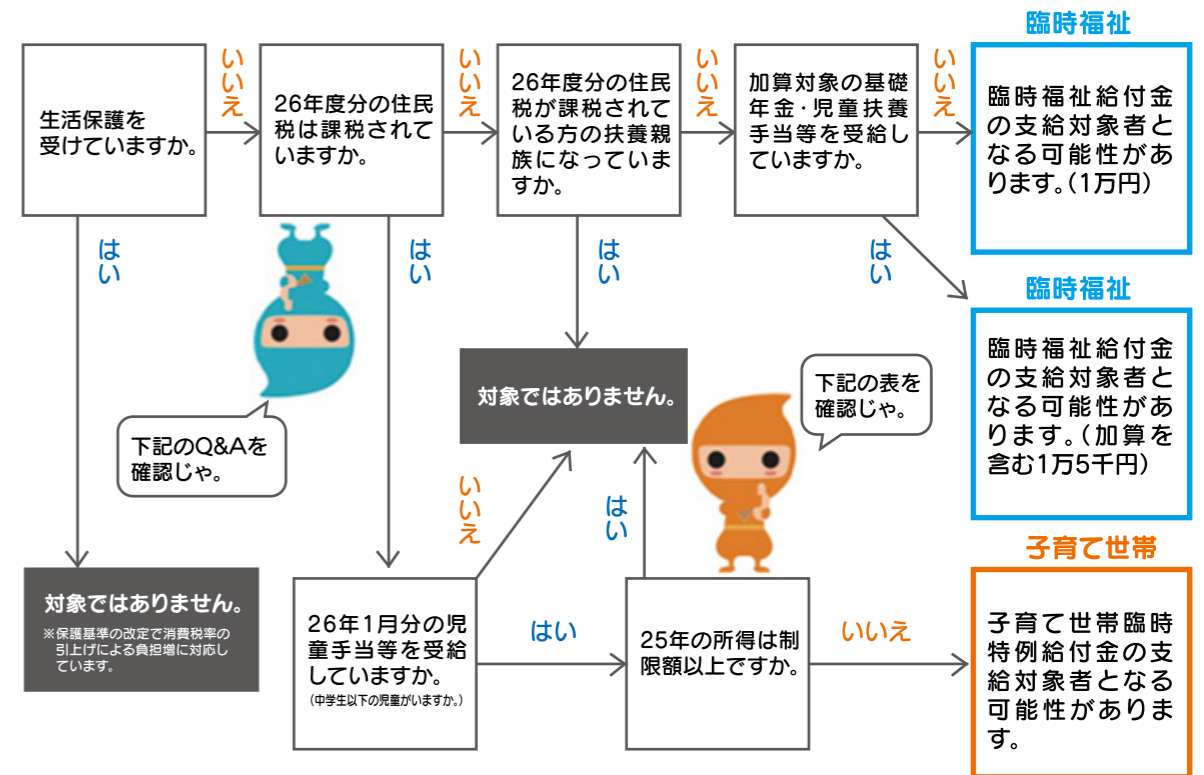 臨時福祉
生活保護を
受けていますか。
いいえ
26年度分の住民
税は課税されて
いますか。
いいえ
26年度分の住民
税が課税されて
いる方の扶養親
族になっていま
すか。
いいえ
加算対象の基礎
年金・児童扶養
手当等を受給し
ていますか。
いいえ
臨時福祉給付金
の支給対象者と
なる可能性があ
ります。(1万円)
はい
はい
はい
はい
臨時福祉
臨時福祉給付金
の支給対象者と
なる可能性があ
ります。(加算を
含む1万5千円)
対象ではありません。
下記の表を
確認じゃ。
下記のQ&Aを
確認じゃ。
いいえ
はい
子育て世帯
対象ではありません。
※保護基準の改定で消費税率の
引上げによる負担増に対応し
ています。
26年1月分の児
童手当等を受給
していますか。
(中学生以下の児童がいますか。)
はい
25年の所得は制
限額以上ですか。
いいえ
子育て世帯臨時
特例給付金の支
給対象者となる
可能性がありま
す。